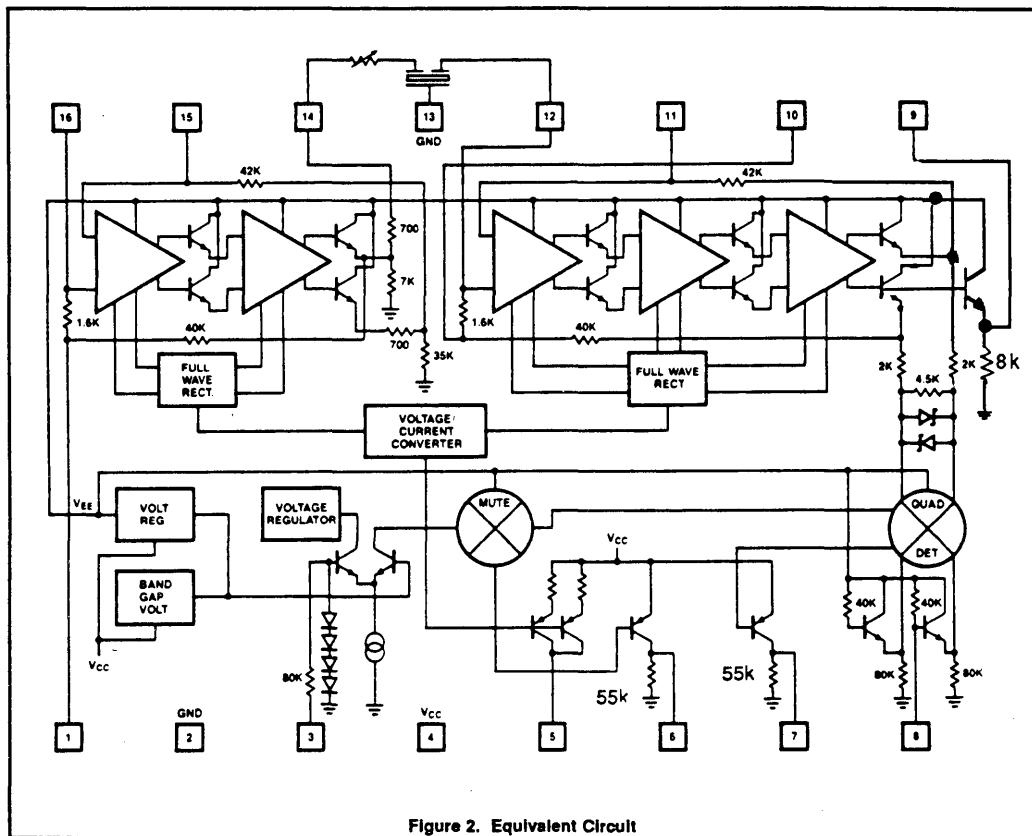 16
15
14
13
12
11
10
9
GND
42K
42K
700
7K
1.6K
40K
700
35K
1.6K
40K
2K
2K
8k
4.5K
FULL
WAVE
RECT.
FULL WAVE
RECT
VOLTAGE/
CURRENT
CONVERTER
VEE
VOLT
REG
VOLTAGE
REGULATOR
MUTE
QUAD
DET
VCC
BAND
GAP
VOLT
40K
40K
VCC
80K
55k
55k
80K
80K
GND
VCC
1
2
3
4
5
6
7
8
Figure 2. Equivalent Circuit